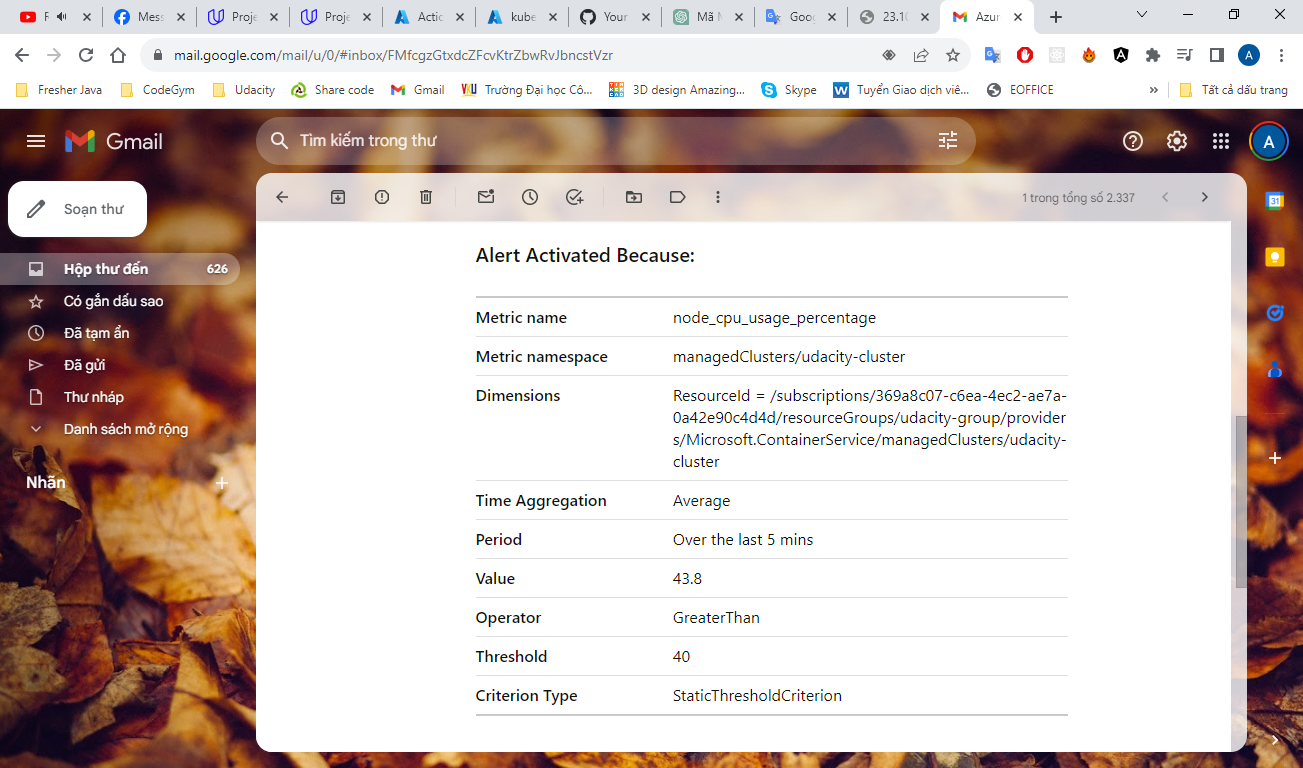 F
Mess
Proje
Proje
Actic
kube
Your
Mã N
Goo
23.10
Azur
mail.google.com/mail/u/0/#inbox/FMfcgzGtxdcZFcvKtrZbwRvJbncstVzr
A
Fresher Java
CodeGym
Udacity
Share code
Gmail
Trường Đại học Cô...
3D design Amazing...
Skype
Tuyển Giao dịch viê...
EOFFICE
»
Tất cả dấu trang
Gmail
Tìm kiếm trong thư
A
Soạn thư
1 trong tổng số 2.337
31
Hộp thư đến 626
Có gắn dấu sao
Đã tạm ẩn
Đã gửi
Thư nháp
Danh sách mở rộng
Nhãn
Alert Activated Because:
Metric name node_cpu_usage_percentage
Metric namespace managedClusters/udacity-cluster
Dimensions ResourceId = /subscriptions/369a8c07-c6ea-4ec2-ae7a-
0a42e90c4d4d/resourceGroups/udacity-group/provider
s/Microsoft.ContainerService/managedClusters/udacity-
cluster
Time Aggregation Average
Period Over the last 5 mins
Value 43.8
Operator GreaterThan
Threshold 40
Criterion Type StaticThresholdCriterion